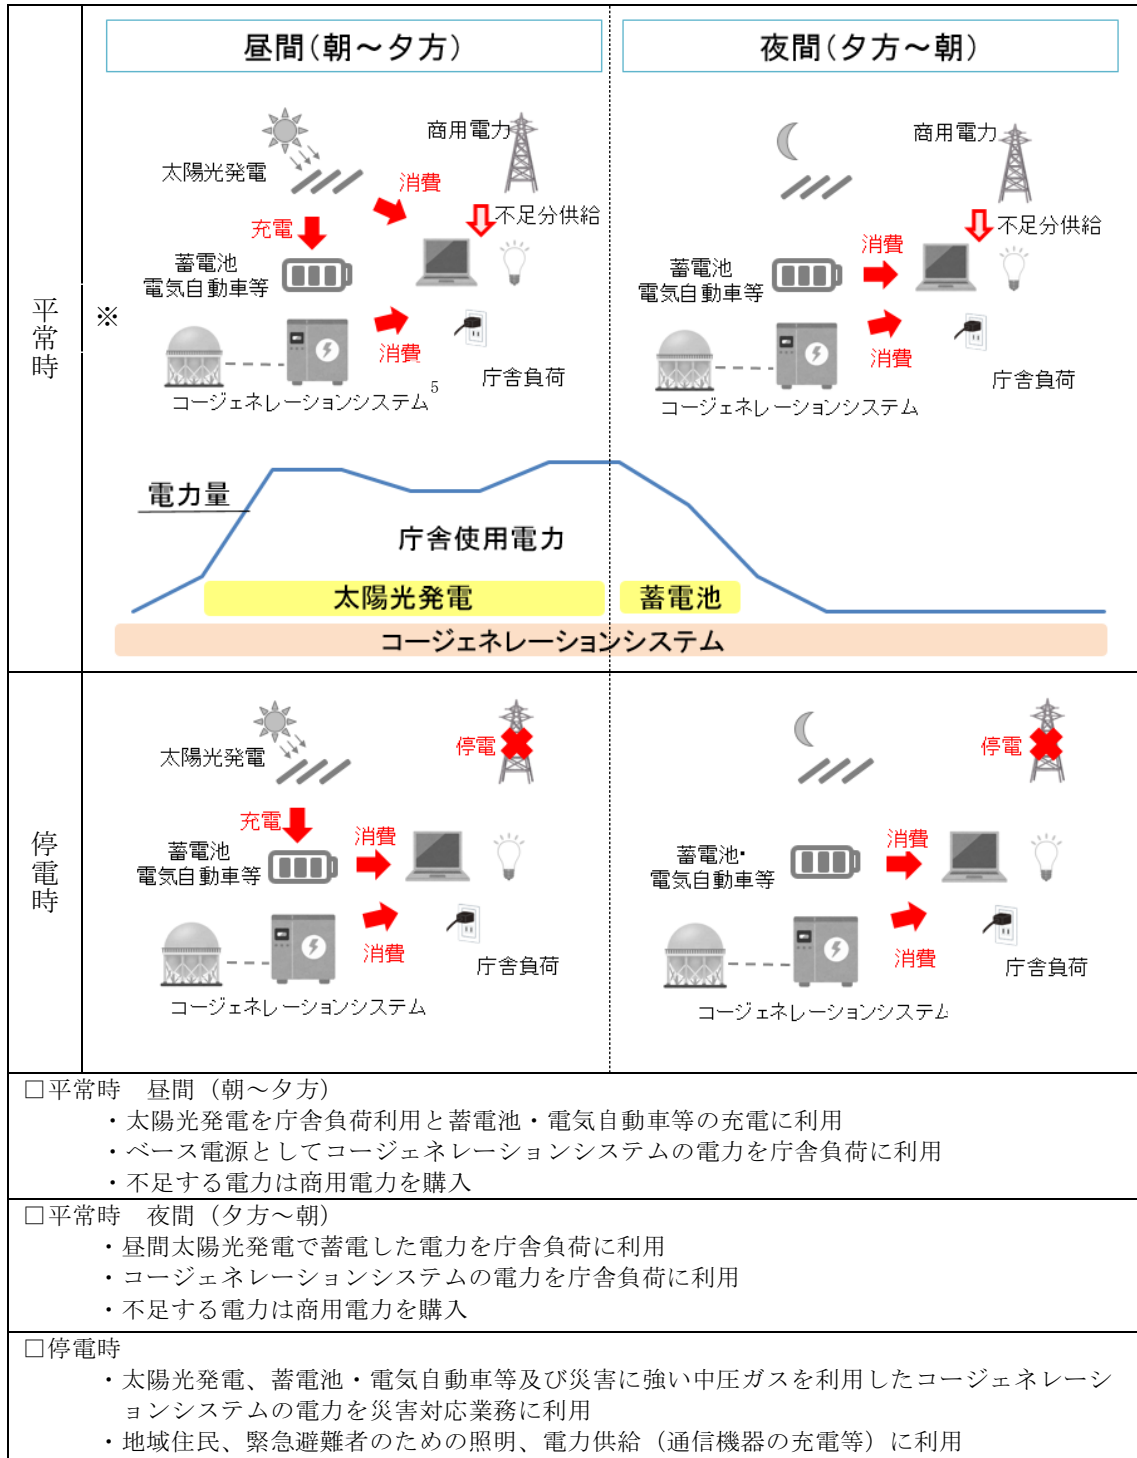 昼間(朝～夕方)
夜間(夕方～朝)
平常時
※
太陽光発電
商用電力
消費
充電
不足分供給
蓄電池
電気自動車等
消費
庁舎負荷
コージェネレーションシステム5
商用電力
不足分供給
消費
蓄電池
電気自動車等
消費
庁舎負荷
コージェネレーションシステム
電力量
庁舎使用電力
太陽光発電
蓄電池
コージェネレーションシステム
停電時
太陽光発電
停電
充電
消費
蓄電池
電気自動車等
消費
庁舎負荷
コージェネレーションシステム
停電
消費
蓄電池・
電気自動車等
消費
庁舎負荷
コージェネレーションシステム
□平常時　昼間（朝～夕方）
・太陽光発電を庁舎負荷利用と蓄電池・電気自動車等の充電に利用
・ベース電源としてコージェネレーションシステムの電力を庁舎負荷に利用
・不足する電力は商用電力を購入
□平常時　夜間（夕方～朝）
・昼間太陽光発電で蓄電した電力を庁舎負荷に利用
・コージェネレーションシステムの電力を庁舎負荷に利用
・不足する電力は商用電力を購入
□停電時
・太陽光発電、蓄電池・電気自動車等及び災害に強い中圧ガスを利用したコージェネレーシ
ョンシステムの電力を災害対応業務に利用
・地域住民、緊急避難者のための照明、電力供給（通信機器の充電等）に利用